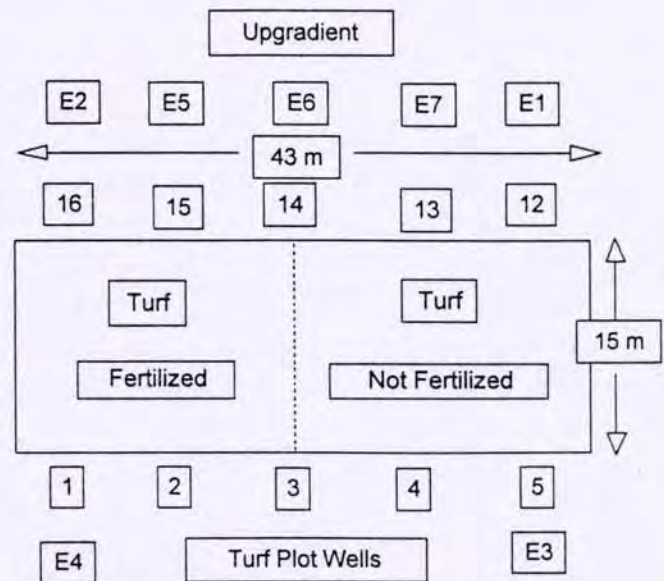 Upgradient
E2 E5 E6 E7 E1
43 m
16 15 14 13 12
Turf Turf
15 m
Fertilized Not Fertilized
1 2 3 4 5
E4 Turf Plot Wells E3